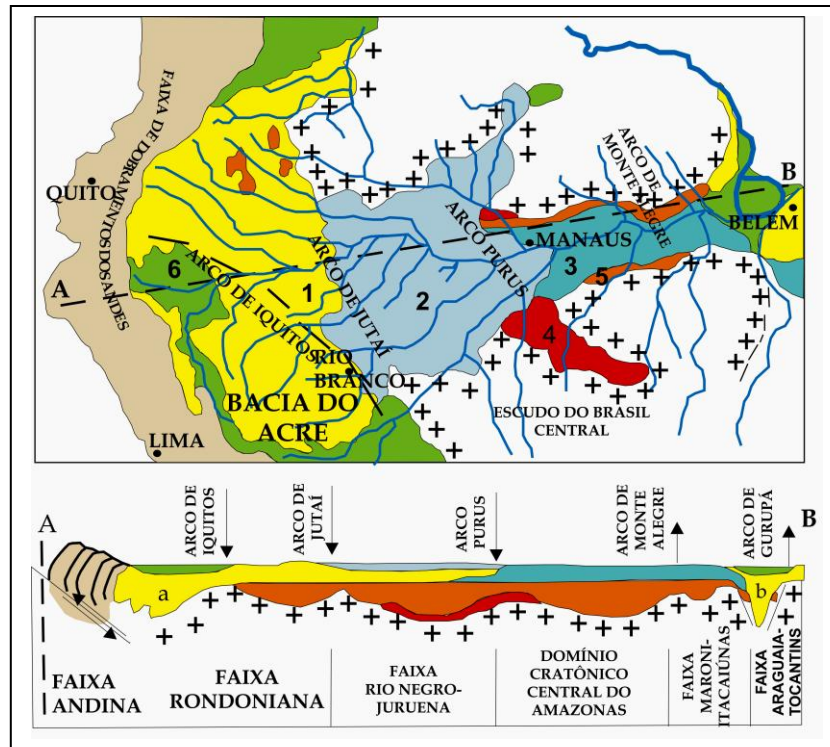 FAIXA DE DOBRAMENTOS DOS ANDES
QUITO
A
6
ARCO DE IQUITOS
1
ARCO DE JUTAÍ
2
ARCO PURUS
MANAUS
3
5
4
ARCO DE
MONTE ALEGRE
B
BELÉM
RIO
BRANCO
BACIA DO
ACRE
LIMA
ESCUDO DO BRASIL
CENTRAL
A
ARCO DE
IQUITOS
ARCO DE
JUTAÍ
ARCO
PURUS
ARCO DE
MONTE
ALEGRE
ARCO DE
GURUPÁ
B
a
b
FAIXA
ANDINA
FAIXA
RONDONIANA
FAIXA
RIO NEGRO-
JURUENA
DOMÍNIO
CRATÔNICO
CENTRAL DO
AMAZONAS
FAIXA
MARONI-
ITACAIÚNAS
FAIXA
ARAGUAIA-
TOCANTINS